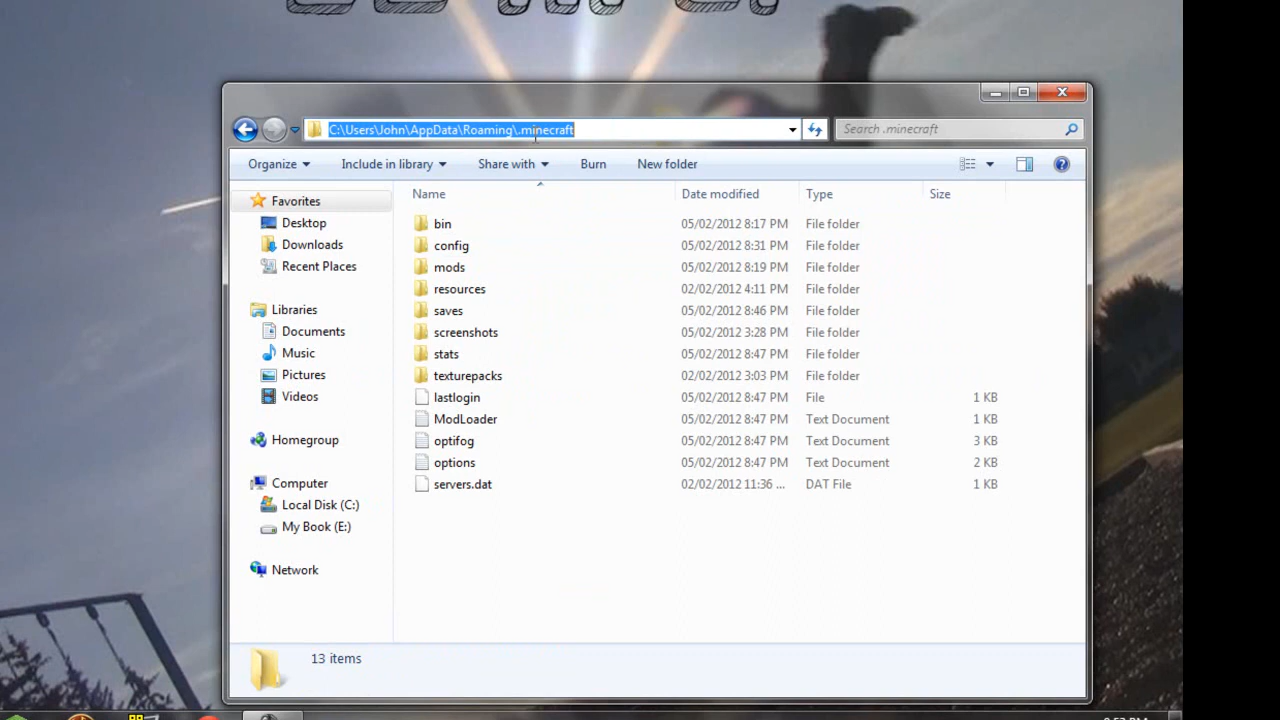 C:\Users\John\AppData\Roaming\.minecraft
Search .minecraft
Organize Include in library Share with Burn New folder
Name Date modified Type Size
Favorites
Desktop
Downloads
Recent Places
Libraries
Documents
Music
Pictures
Videos
Homegroup
Computer
Local Disk (C:)
My Book (E:)
Network
bin 05/02/2012 8:17 PM File folder
config 05/02/2012 8:31 PM File folder
mods 05/02/2012 8:19 PM File folder
resources 02/02/2012 4:11 PM File folder
saves 05/02/2012 8:46 PM File folder
screenshots 05/02/2012 3:28 PM File folder
stats 05/02/2012 8:47 PM File folder
texturepacks 02/02/2012 3:03 PM File folder
lastlogin 05/02/2012 8:47 PM File 1 KB
ModLoader 05/02/2012 8:47 PM Text Document 1 KB
optifog 05/02/2012 8:47 PM Text Document 3 KB
options 05/02/2012 8:47 PM Text Document 2 KB
servers.dat 02/02/2012 11:36 ... DAT File 1 KB
13 items